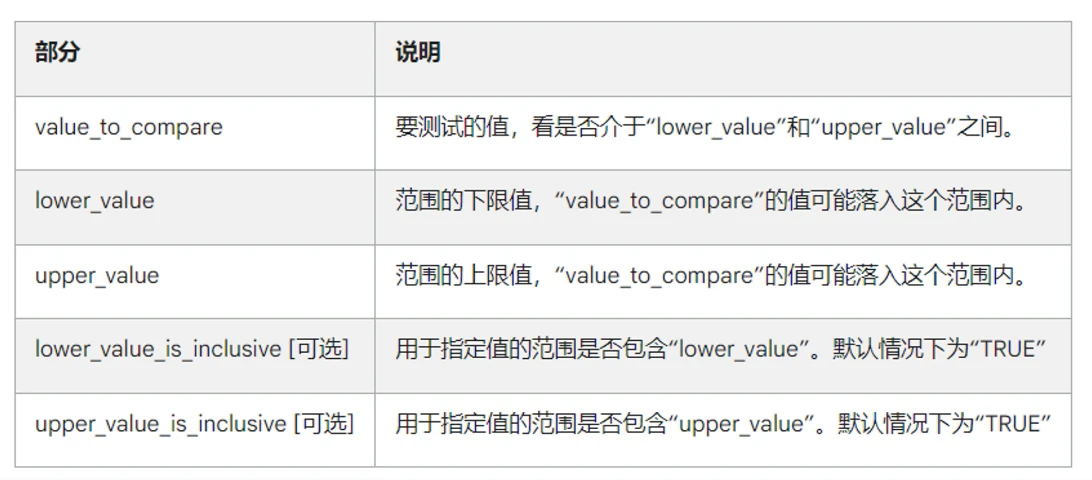 部分 说明
value_to_compare 要测试的值，看是否介于“lower_value”和“upper_value”之间。
lower_value 范围的下限值，“value_to_compare”的值可能落入这个范围内。
upper_value 范围的上限值，“value_to_compare”的值可能落入这个范围内。
lower_value_is_inclusive [可选] 用于指定值的范围是否包含“lower_value”。默认情况下为“TRUE”
upper_value_is_inclusive [可选] 用于指定值的范围是否包含“upper_value”。默认情况下为“TRUE”